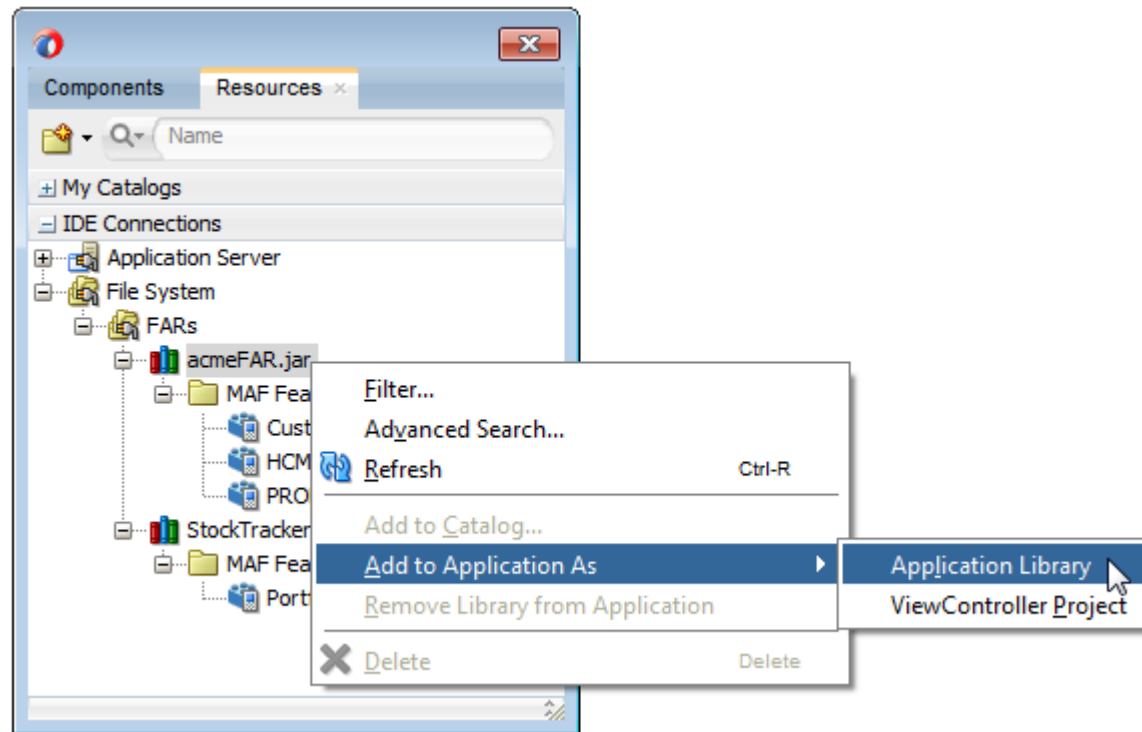 Components Resources
Name
My Catalogs
IDE Connections
Application Server
File System
FARs
acmeFAR.jar
MAF Fea
Cust
HCM
PRO
StockTracker
MAF Fea
Port
Filter...
Advanced Search...
Refresh Ctrl-R
Add to Catalog...
Add to Application As
Remove Library from Application
Delete Delete
Application Library
ViewController Project